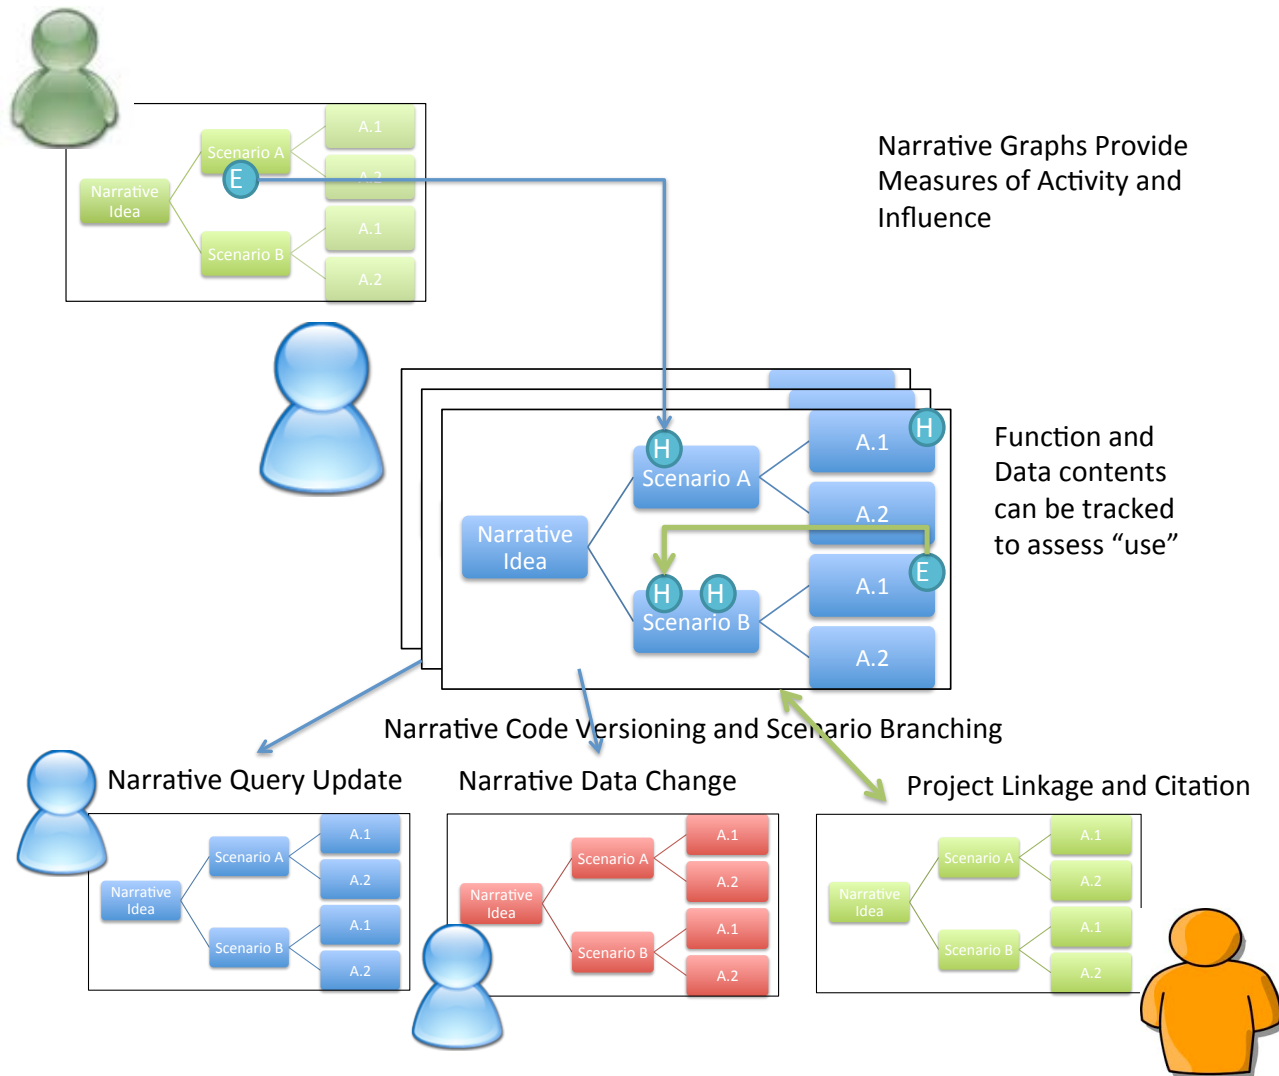 A.1
Scenario A
E
A.2
Narrative
Idea
A.1
Scenario B
A.2
Narrative Graphs Provide
Measures of Activity and
Influence
H
A.1
H
Scenario A
A.2
Narrative
Idea
E
A.1
H
H
Scenario B
A.2
Function and
Data contents
can be tracked
to assess “use”
Narrative Code Versioning and Scenario Branching
Narrative Query Update
A.1
Scenario A
A.2
Narrative
Idea
A.1
Scenario B
A.2
Narrative Data Change
A.1
Scenario A
A.2
Narrative
Idea
A.1
Scenario B
A.2
Project Linkage and Citation
A.1
Scenario A
A.2
Narrative
Idea
A.1
Scenario B
A.2